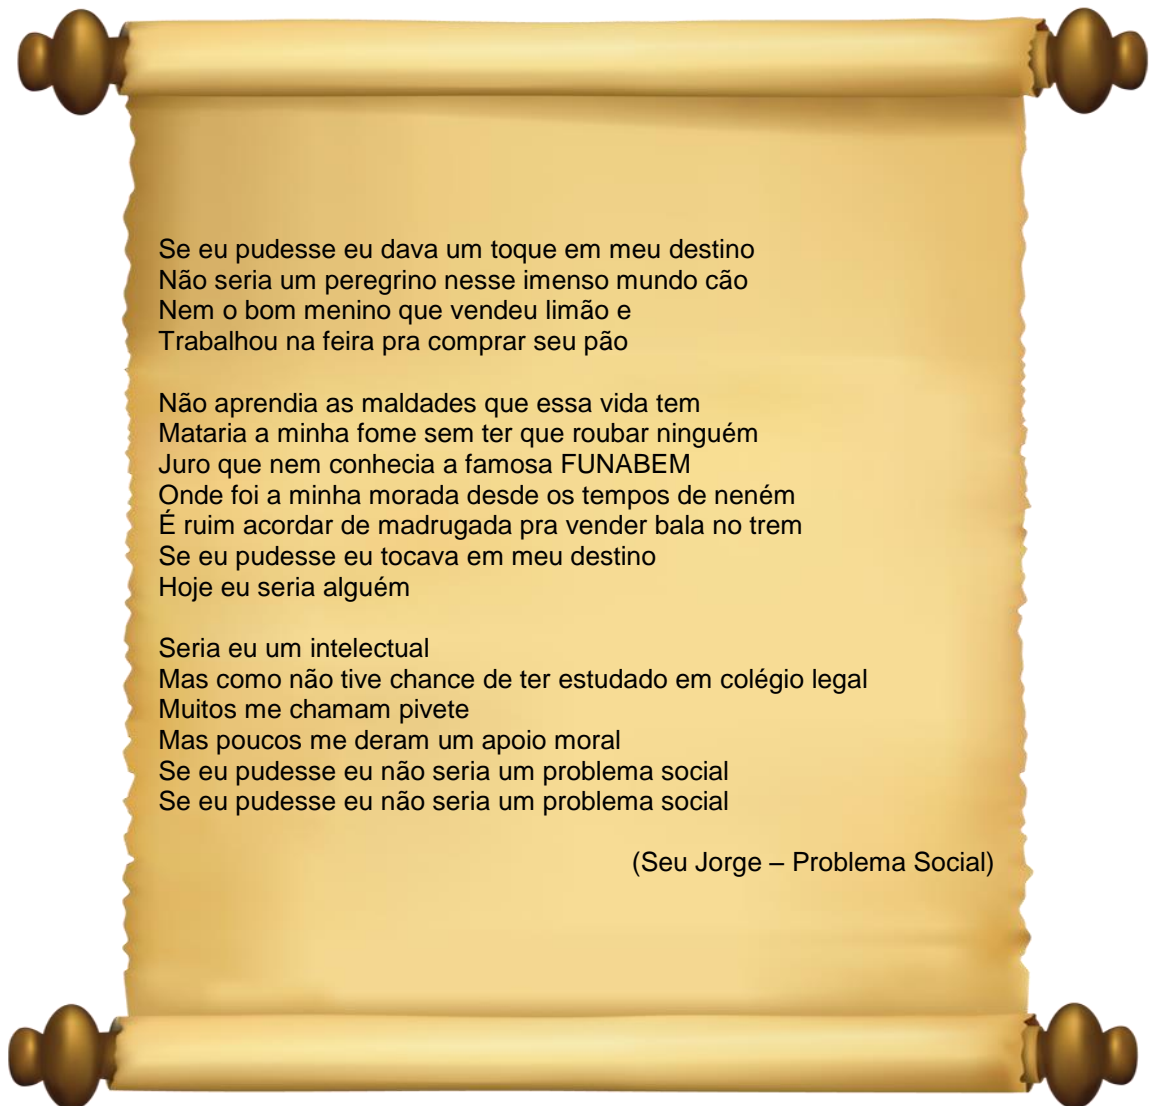 Se eu pudesse eu dava um toque em meu destino
Não seria um peregrino nesse imenso mundo cão
Nem o bom menino que vendeu limão e
Trabalhou na feira pra comprar seu pão
Não aprendia as maldades que essa vida tem
Mataria a minha fome sem ter que roubar ninguém
Juro que nem conhecia a famosa FUNABEM
Onde foi a minha morada desde os tempos de neném
É ruim acordar de madrugada pra vender bala no trem
Se eu pudesse eu tocava em meu destino
Hoje eu seria alguém
Seria eu um intelectual
Mas como não tive chance de ter estudado em colégio legal
Muitos me chamam pivete
Mas poucos me deram um apoio moral
Se eu pudesse eu não seria um problema social
Se eu pudesse eu não seria um problema social
(Seu Jorge – Problema Social)